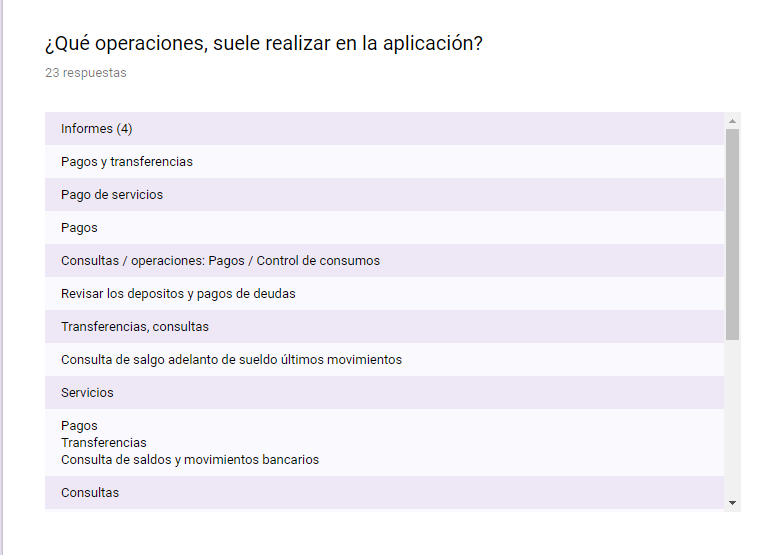 ¿Qué operaciones, suele realizar en la aplicación?
23 respuestas
Informes (4)
Pagos y transferencias
Pago de servicios
Pagos
Consultas / operaciones: Pagos / Control de consumos
Revisar los depositos y pagos de deudas
Transferencias, consultas
Consulta de salgo adelanto de sueldo últimos movimientos
Servicios
Pagos
Transferencias
Consulta de saldos y movimientos bancarios
Consultas